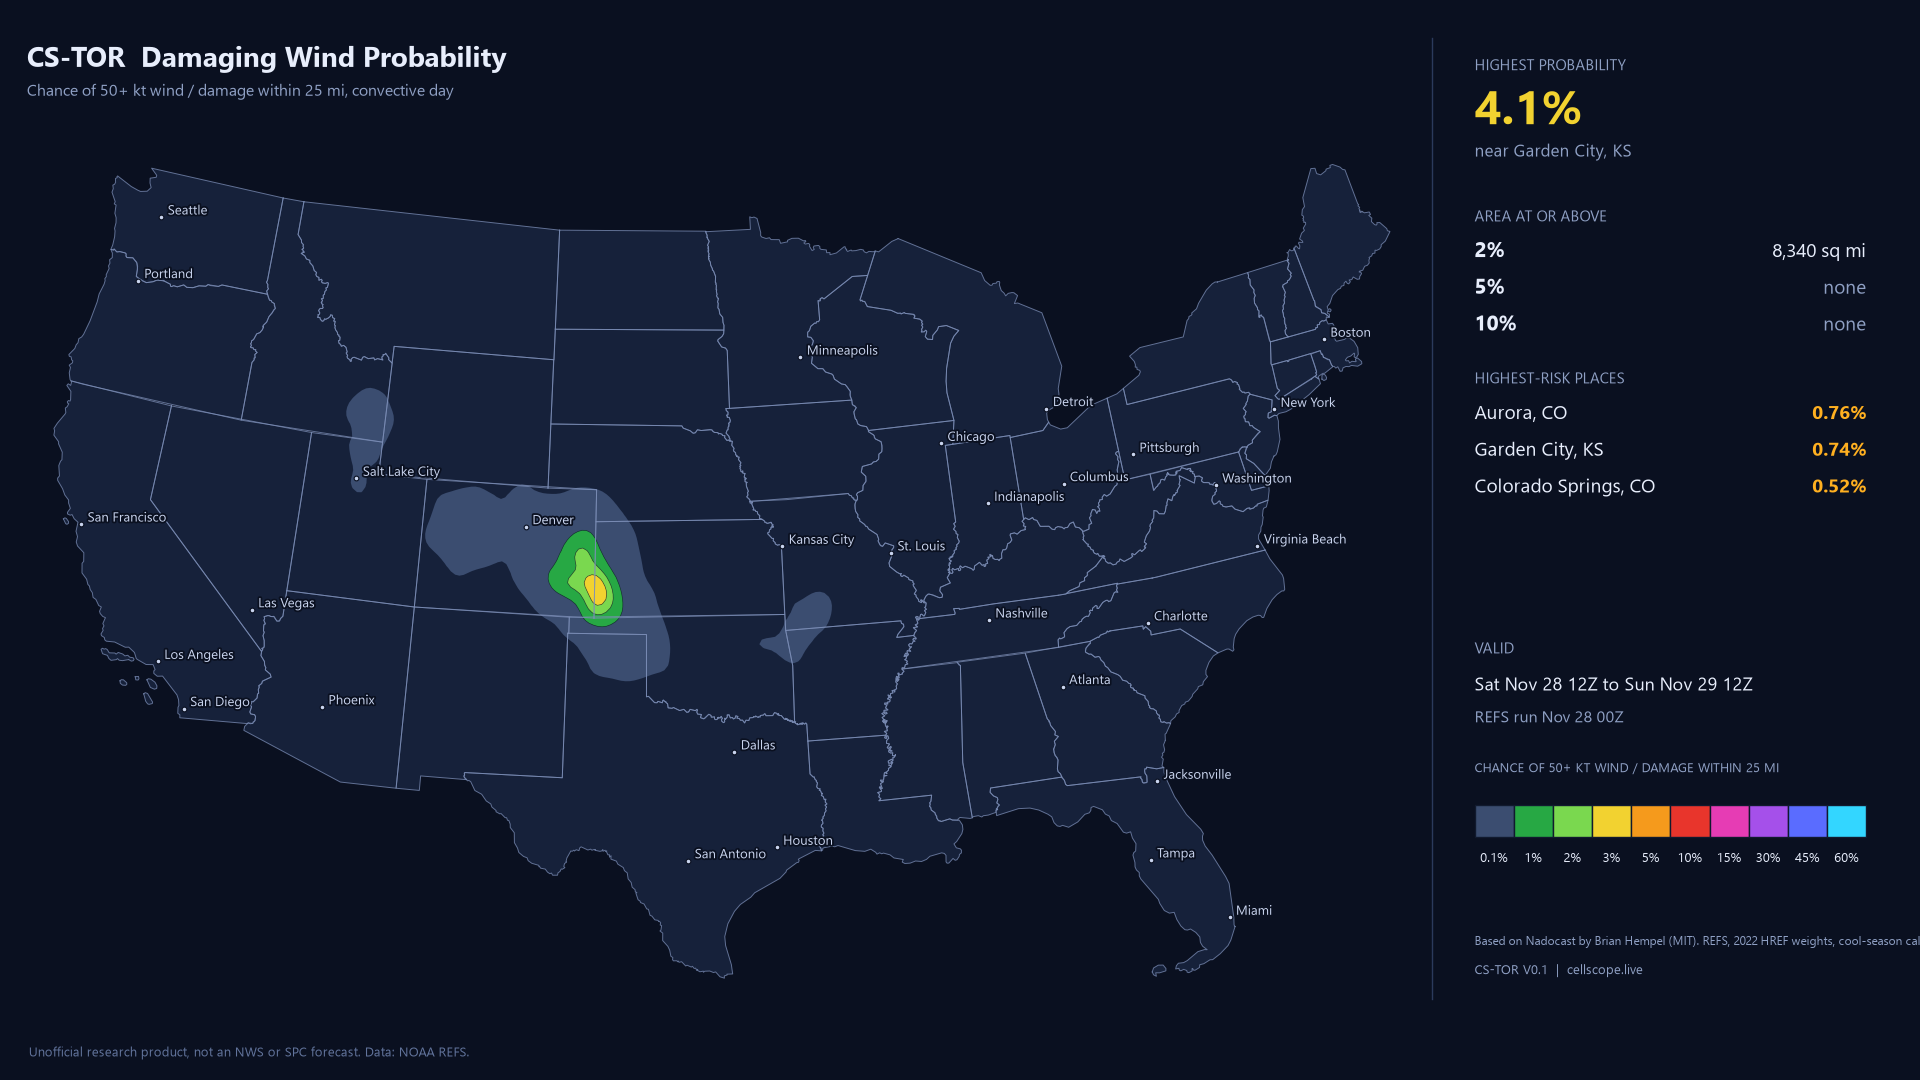 CS-TOR  Damaging Wind Probability
Chance of 50+ kt wind / damage within 25 mi, convective day
Seattle
Portland
Minneapolis
Boston
Detroit
New York
Chicago
Pittsburgh
Salt Lake City
Columbus
Washington
Indianapolis
San Francisco
Denver
Kansas City
St. Louis
Virginia Beach
Las Vegas
Nashville
Charlotte
Los Angeles
Atlanta
San Diego
Phoenix
Dallas
Jacksonville
Houston
San Antonio
Tampa
Miami
HIGHEST PROBABILITY
4.1%
near Garden City, KS
AREA AT OR ABOVE
2% 8,340 sq mi
5% none
10% none
HIGHEST-RISK PLACES
Aurora, CO 0.76%
Garden City, KS 0.74%
Colorado Springs, CO 0.52%
VALID
Sat Nov 28 12Z to Sun Nov 29 12Z
REFS run Nov 28 00Z
CHANCE OF 50+ KT WIND / DAMAGE WITHIN 25 MI
0.1% 1% 2% 3% 5% 10% 15% 30% 45% 60%
Based on Nadocast by Brian Hempel (MIT). REFS, 2022 HREF weights, cool-season cal
CS-TOR V0.1 | cellscope.live
Unofficial research product, not an NWS or SPC forecast. Data: NOAA REFS.